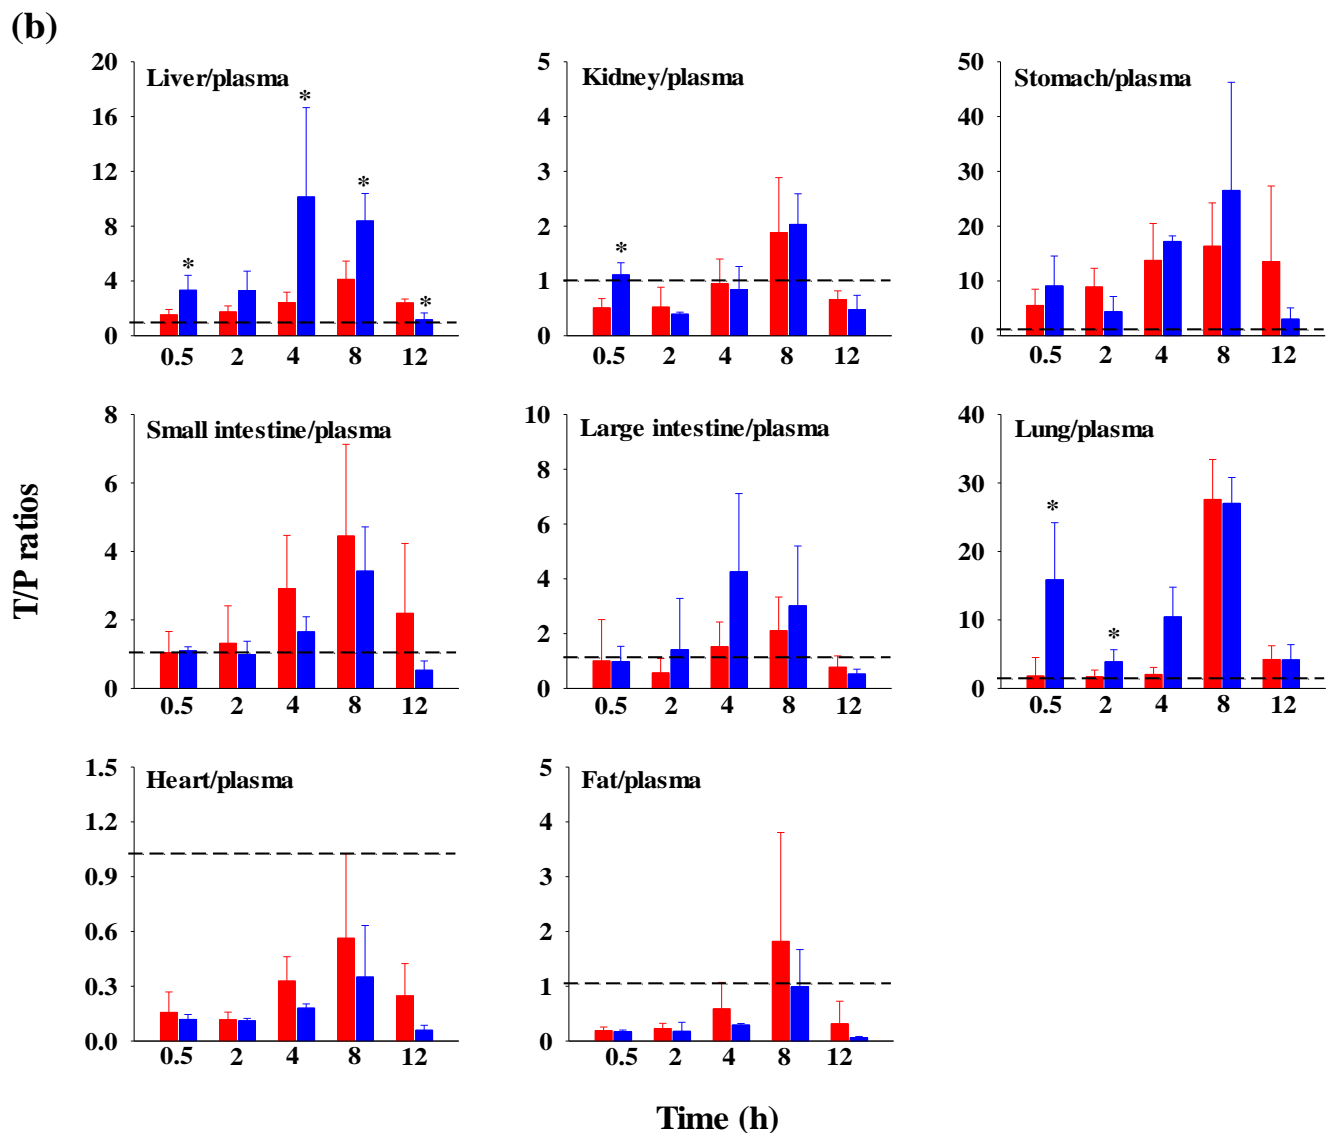 (b)
Liver/plasma
20
16
12
8
4
0
* * * *
0.5 2 4 8 12
Kidney/plasma
5
4
3
2
1
0
*
0.5 2 4 8 12
Stomach/plasma
50
40
30
20
10
0
0.5 2 4 8 12
T/P ratios
Small intestine/plasma
8
6
4
2
0
0.5 2 4 8 12
Large intestine/plasma
10
8
6
4
2
0
0.5 2 4 8 12
Lung/plasma
40
30
20
10
0
* *
0.5 2 4 8 12
Heart/plasma
1.5
1.2
0.9
0.6
0.3
0.0
0.5 2 4 8 12
Fat/plasma
5
4
3
2
1
0
0.5 2 4 8 12
Time (h)